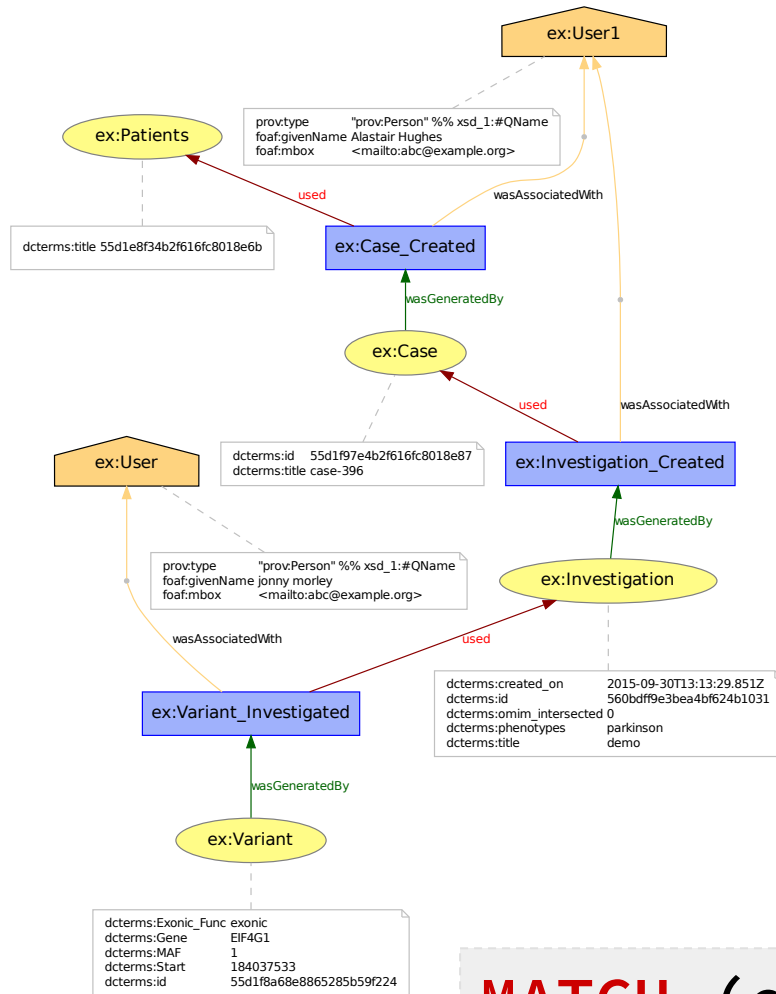 ex:User1
prov:type "prov:Person" %% xsd_1:#QName
foaf:givenName Alastair Hughes
foaf:mbox <mailto:abc@example.org>
ex:Patients
used
wasAssociatedWith
dcterms:title 55d1e8f34b2f616fc8018e6b
ex:Case_Created
wasGeneratedBy
ex:Case
used
wasAssociatedWith
dcterms:id 55d1f97e4b2f616fc8018e87
dcterms:title case-396
ex:User
ex:Investigation_Created
wasGeneratedBy
prov:type "prov:Person" %% xsd_1:#QName
foaf:givenName jonny morley
foaf:mbox <mailto:abc@example.org>
ex:Investigation
wasAssociatedWith
used
dcterms:created_on 2015-09-30T13:13:29.851Z
dcterms:id 560bdff9e3bea4bf624b1031
dcterms:omim_intersected 0
dcterms:phenotypes parkinson
dcterms:title demo
ex:Variant_Investigated
wasGeneratedBy
ex:Variant
dcterms:Exonic_Func exonic
dcterms:Gene EIF4G1
dcterms:MAF 1
dcterms:Start 184037533
dcterms:id 55d1f8a68e8865285b59f224
MATCH (